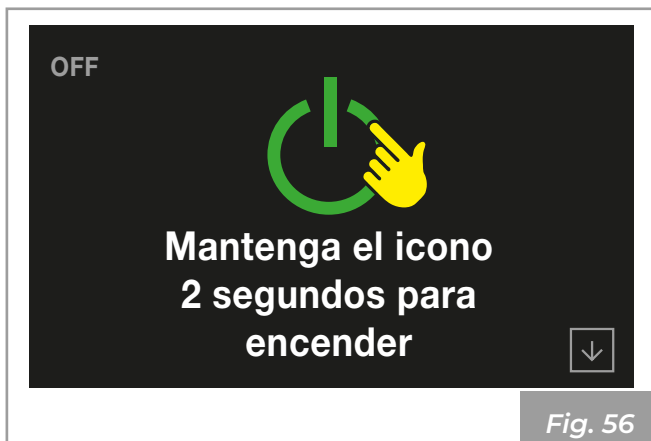 OFF
Mantenga el icono
2 segundos para
encender
Fig. 56